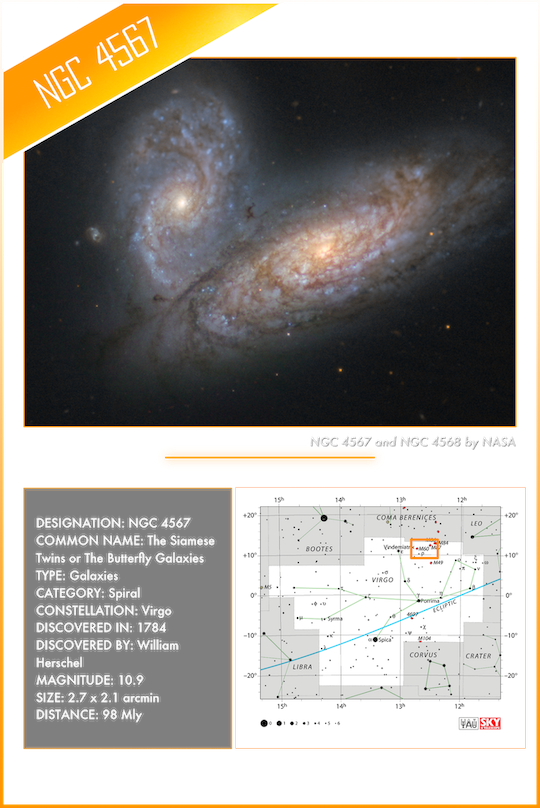 NGC 4567
NGC 4567 and NGC 4568 by NASA
DESIGNATION: NGC 4567
COMMON NAME: The Siamese
Twins or The Butterfly Galaxies
TYPE: Galaxies
CATEGORY: Spiral
CONSTELLATION: Virgo
DISCOVERED IN: 1784
DISCOVERED BY: William
Herschel
MAGNITUDE: 10.9
SIZE: 2.7 x 2.1 arcmin
DISTANCE: 98 Mly
15h 14h 13h 12h
+20° COMA BERENICES LEO +20°
M84
Vindemiatrix M60
+10° BOOTES +10°
M49
M5 VIRGO
0° Porrima 0°
ECLIPTIC
Syrma 4697
-10° Spica M104 -10°
LIBRA CORVUS CRATER
-20° -20°
15h 14h 13h 12h
0 1 2 3 4 5 6
IAU SKY